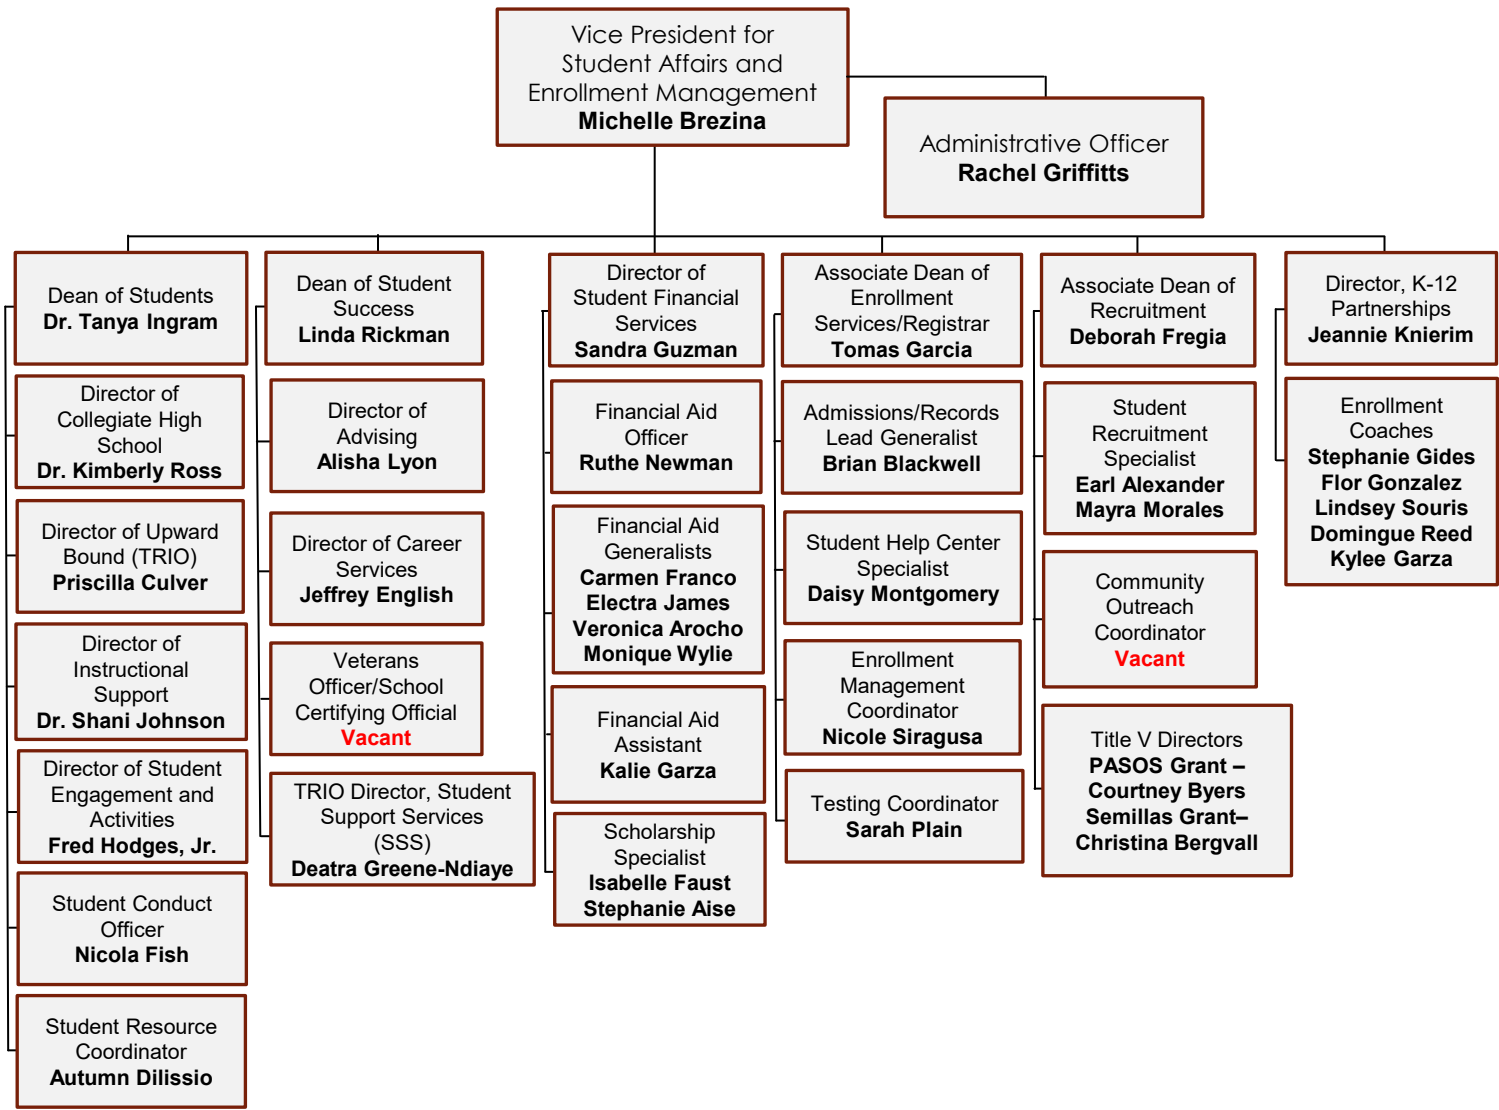 Vice President for
Student Affairs and
Enrollment Management
Michelle Brezina
Administrative Officer
Rachel Griffitts
Dean of Students
Dr. Tanya Ingram
Director of
Collegiate High
School
Dr. Kimberly Ross
Director of Upward
Bound (TRIO)
Priscilla Culver
Director of
Instructional
Support
Dr. Shani Johnson
Director of Student
Engagement and
Activities
Fred Hodges, Jr.
Student Conduct
Officer
Nicola Fish
Student Resource
Coordinator
Autumn Dilissio
Dean of Student
Success
Linda Rickman
Director of
Advising
Alisha Lyon
Director of Career
Services
Jeffrey English
Veterans
Officer/School
Certifying Official
Vacant
TRIO Director, Student
Support Services
(SSS)
Deatra Greene-Ndiaye
Director of
Student Financial
Services
Sandra Guzman
Financial Aid
Officer
Ruthe Newman
Financial Aid
Generalists
Carmen Franco
Electra James
Veronica Arocho
Monique Wylie
Financial Aid
Assistant
Kalie Garza
Scholarship
Specialist
Isabelle Faust
Stephanie Aise
Associate Dean of
Enrollment
Services/Registrar
Tomas Garcia
Admissions/Records
Lead Generalist
Brian Blackwell
Student Help Center
Specialist
Daisy Montgomery
Enrollment
Management
Coordinator
Nicole Siragusa
Testing Coordinator
Sarah Plain
Associate Dean of
Recruitment
Deborah Fregia
Student
Recruitment
Specialist
Earl Alexander
Mayra Morales
Community
Outreach
Coordinator
Vacant
Title V Directors
PASOS Grant –
Courtney Byers
Semillas Grant–
Christina Bergvall
Director, K-12
Partnerships
Jeannie Knierim
Enrollment
Coaches
Stephanie Gides
Flor Gonzalez
Lindsey Souris
Domingue Reed
Kylee Garza